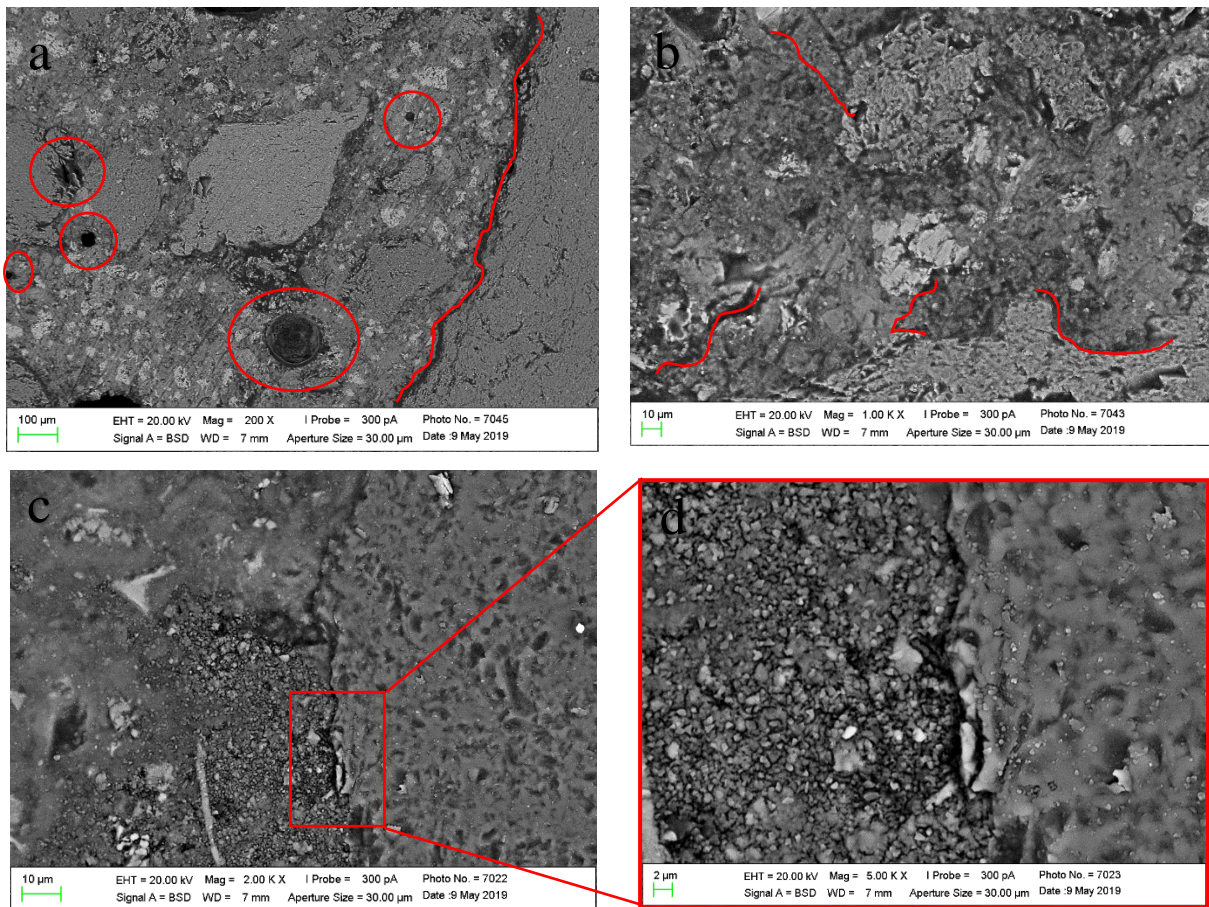 a
100 µm
EHT = 20.00 kV Mag = 200 X I Probe = 300 pA Photo No. = 7045
Signal A = BSD WD = 7 mm Aperture Size = 30.00 µm Date :9 May 2019
b
10 µm
EHT = 20.00 kV Mag = 1.00 K X I Probe = 300 pA Photo No. = 7043
Signal A = BSD WD = 7 mm Aperture Size = 30.00 µm Date :9 May 2019
c
10 µm
EHT = 20.00 kV Mag = 2.00 K X I Probe = 300 pA Photo No. = 7022
Signal A = BSD WD = 7 mm Aperture Size = 30.00 µm Date :9 May 2019
d
2 µm
EHT = 20.00 kV Mag = 5.00 K X I Probe = 300 pA Photo No. = 7023
Signal A = BSD WD = 7 mm Aperture Size = 30.00 µm Date :9 May 2019